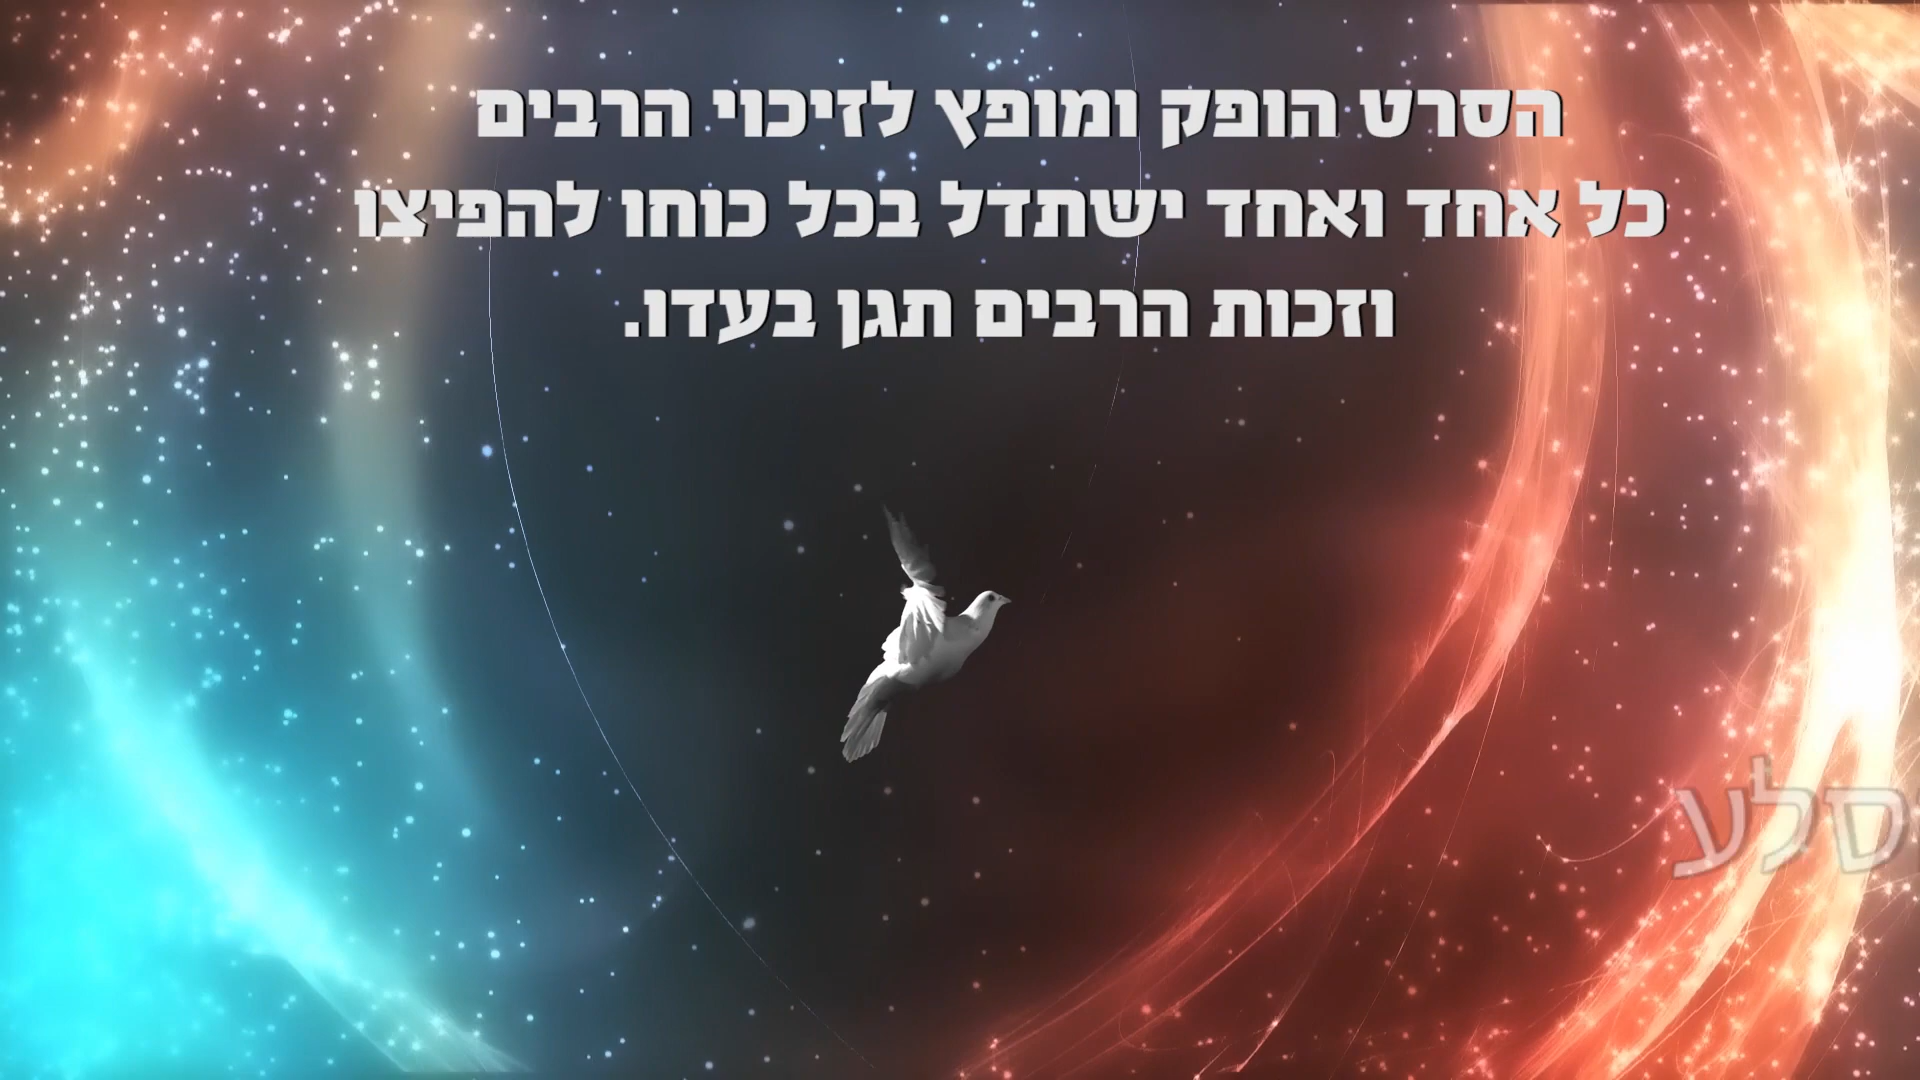 הסרט הופק ומופץ לזיכוי הרבים
כל אחד ואחד ישתדל בכל כוחו להפיצו
וזכות הרבים תגן בעדו.
סלע